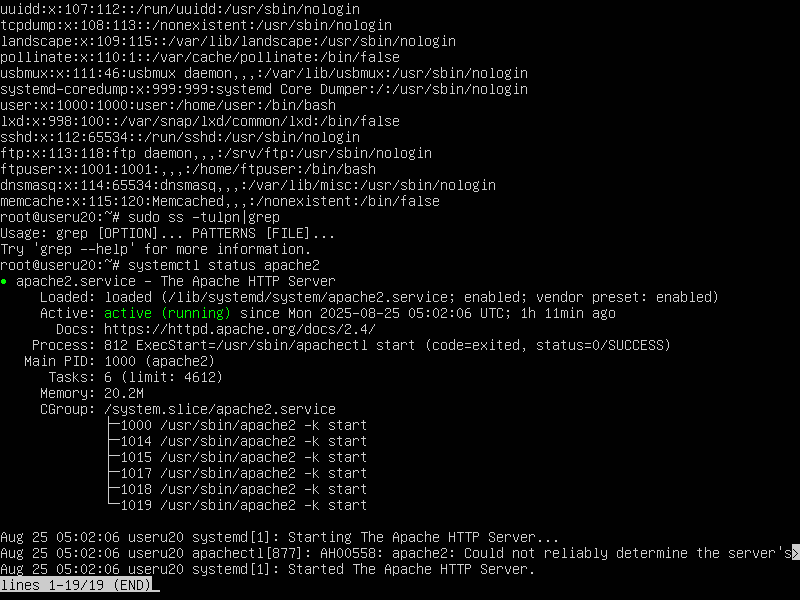 uuidd:x:107:112::/run/uuidd:/usr/sbin/nologin
tcpdump:x:108:113::/nonexistent:/usr/sbin/nologin
landscape:x:109:115::/var/lib/landscape:/usr/sbin/nologin
pollinate:x:110:1::/var/cache/pollinate:/bin/false
usbmux:x:111:46:usbmux daemon,,,:/var/lib/usbmux:/usr/sbin/nologin
systemd-coredump:x:999:999:systemd Core Dumper:/:/usr/sbin/nologin
user:x:1000:1000:user:/home/user:/bin/bash
lxd:x:998:100::/var/snap/lxd/common/lxd:/bin/false
sshd:x:112:65534::/run/sshd:/usr/sbin/nologin
ftp:x:113:118:ftp daemon,,,:/srv/ftp:/usr/sbin/nologin
ftpuser:x:1001:1001:,,,:/home/ftpuser:/bin/bash
dnsmasq:x:114:65534:dnsmasq,,,:/var/lib/misc:/usr/sbin/nologin
memcache:x:115:120:Memcached,,,:/nonexistent:/bin/false
root@useru20:~# sudo ss -tulpn|grep
Usage: grep [OPTION]... PATTERNS [FILE]...
Try 'grep --help' for more information.
root@useru20:~# systemctl status apache2
● apache2.service - The Apache HTTP Server
     Loaded: loaded (/lib/systemd/system/apache2.service; enabled; vendor preset: enabled)
     Active: active (running) since Mon 2025-08-25 05:02:06 UTC; 1h 11min ago
       Docs: https://httpd.apache.org/docs/2.4/
    Process: 812 ExecStart=/usr/sbin/apachectl start (code=exited, status=0/SUCCESS)
   Main PID: 1000 (apache2)
      Tasks: 6 (limit: 4612)
     Memory: 20.2M
     CGroup: /system.slice/apache2.service
             ├─1000 /usr/sbin/apache2 -k start
             ├─1014 /usr/sbin/apache2 -k start
             ├─1015 /usr/sbin/apache2 -k start
             ├─1017 /usr/sbin/apache2 -k start
             ├─1018 /usr/sbin/apache2 -k start
             └─1019 /usr/sbin/apache2 -k start
Aug 25 05:02:06 useru20 systemd[1]: Starting The Apache HTTP Server...
Aug 25 05:02:06 useru20 apachectl[877]: AH00558: apache2: Could not reliably determine the server's>
Aug 25 05:02:06 useru20 systemd[1]: Started The Apache HTTP Server.
lines 1-19/19 (END)